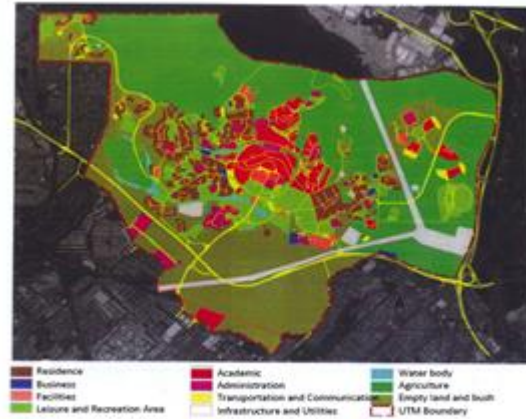 Residence
Business
Facilities
Leisure and Recreation Area
Academic
Administration
Transportation and Communication
Infrastructure and Utilities
Water body
Agriculture
Empty land and bush
UTM Boundary